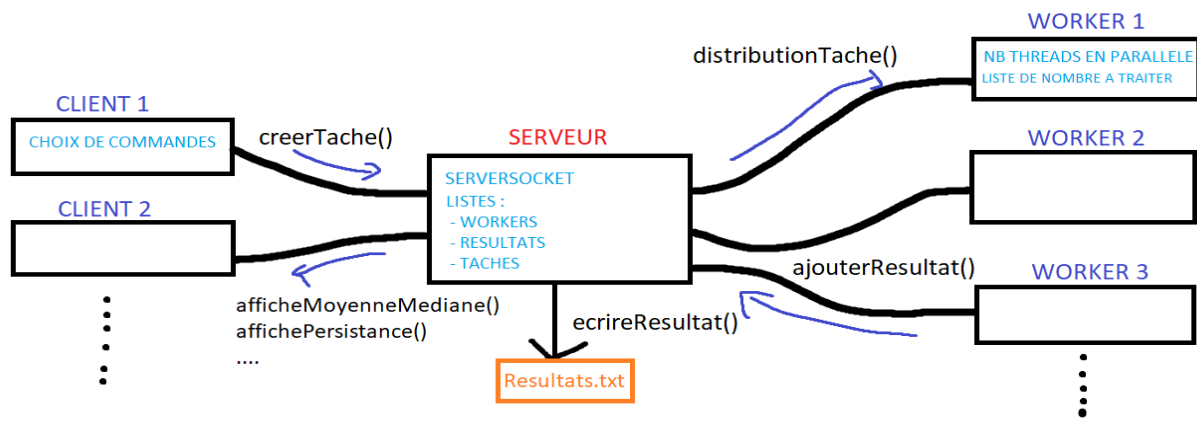 CLIENT 1
CHOIX DE COMMANDES
creerTache()
CLIENT 2
afficheMoyenneMediane()
affichePersistance()
....
SERVEUR
SERVERSOCKET
LISTES :
- WORKERS
- RESULTATS
- TACHES
ecrireResultat()
Resultats.txt
distributionTache()
WORKER 1
NB THREADS EN PARALLELE
LISTE DE NOMBRE A TRAITER
WORKER 2
ajouterResultat()
WORKER 3